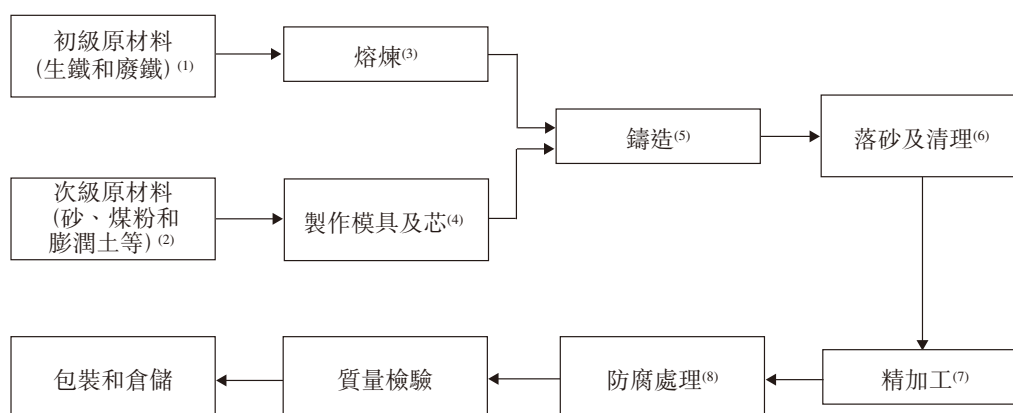 初級原材料
(生鐵和廢鐵) (1)
熔煉(3)
次級原材料
(砂、煤粉和
膨潤土等) (2)
製作模具及芯(4)
鑄造(5)
落砂及清理(6)
精加工(7)
防腐處理(8)
質量檢驗
包裝和倉儲